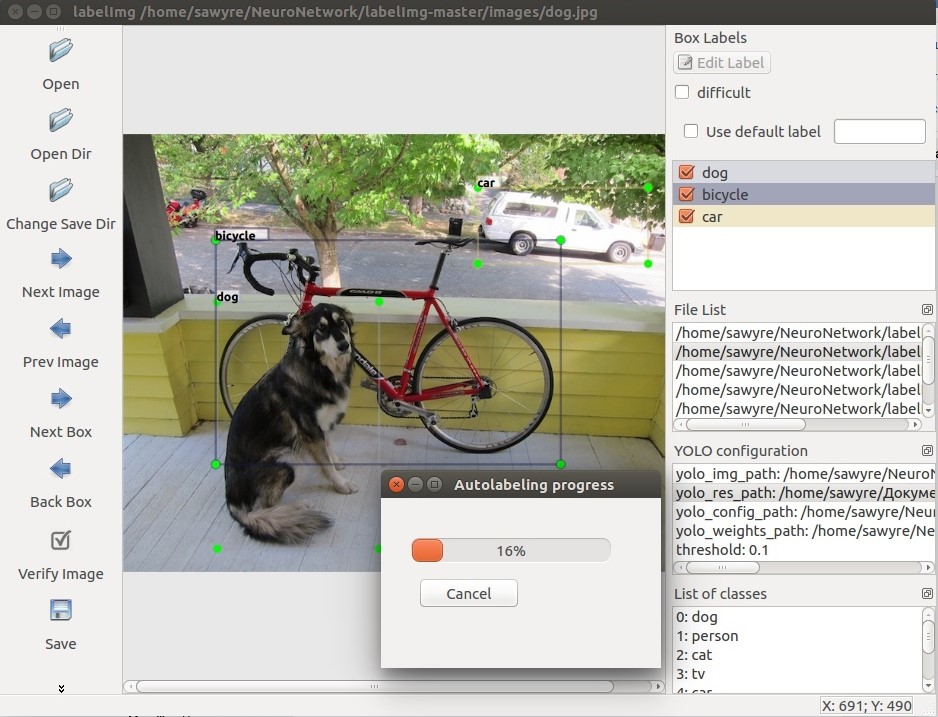 labelImg /home/sawyre/NeuroNetwork/labelImg-master/images/dog.jpg
Open
Open Dir
Change Save Dir
Next Image
Prev Image
Next Box
Back Box
Verify Image
Save
car
bicycle
dog
Autolabeling progress
16%
Cancel
Box Labels
Edit Label
difficult
Use default label
dog
bicycle
car
File List
/home/sawyre/NeuroNetwork/label
/home/sawyre/NeuroNetwork/label
/home/sawyre/NeuroNetwork/label
/home/sawyre/NeuroNetwork/label
/home/sawyre/NeuroNetwork/label
YOLO configuration
yolo_img_path: /home/sawyre/NeuroN
yolo_res_path: /home/sawyre/Докуме
yolo_config_path: /home/sawyre/Neur
yolo_weights_path: /home/sawyre/Ne
threshold: 0.1
List of classes
0: dog
1: person
2: cat
3: tv
4: car
X: 691; Y: 490